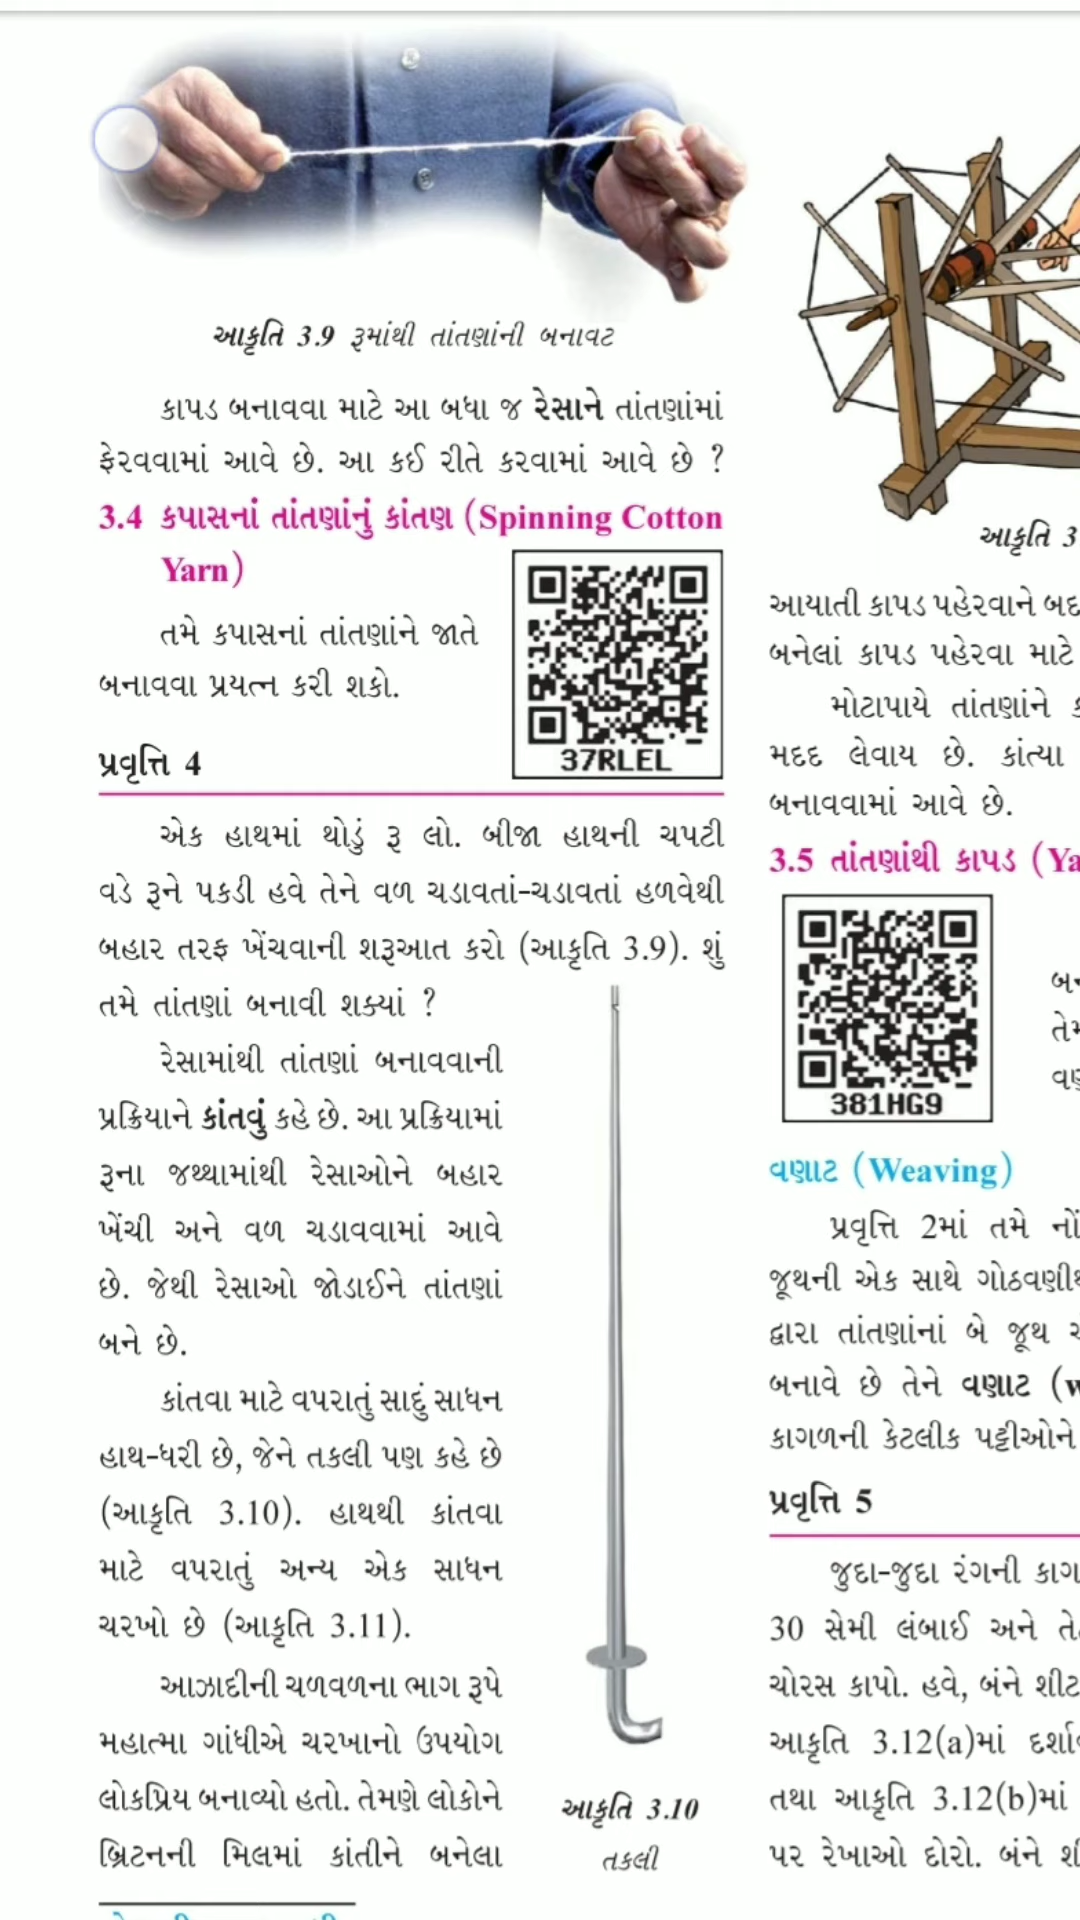 આકૃતિ 3.9 રૂમાંથી તાંતણાંની બનાવટ
કાપડ બનાવવા માટે આ બધા જ રેસાને તાંતણાંમાં
ફેરવવામાં આવે છે. આ કઈ રીતે કરવામાં આવે છે ?
3.4 કપાસનાં તાંતણાંનું કાંતણ (Spinning Cotton
Yarn)
તમે કપાસનાં તાંતણાંને જાતે
બનાવવા પ્રયત્ન કરી શકો.
37RLEL
પ્રવૃત્તિ 4
એક હાથમાં થોડું રૂ લો. બીજા હાથની ચપટી
વડે રૂને પકડી હવે તેને વળ ચડાવતાં-ચડાવતાં હળવેથી
બહાર તરફ ખેંચવાની શરૂઆત કરો (આકૃતિ 3.9). શું
તમે તાંતણાં બનાવી શક્યાં ?
રેસામાંથી તાંતણાં બનાવવાની
પ્રક્રિયાને કાંતવું કહે છે. આ પ્રક્રિયામાં
રૂના જથ્થામાંથી રેસાઓને બહાર
ખેંચી અને વળ ચડાવવામાં આવે
છે. જેથી રેસાઓ જોડાઈને તાંતણાં
બને છે.
કાંતવા માટે વપરાતું સાદું સાધન
હાથ-ધરી છે, જેને તકલી પણ કહે છે
(આકૃતિ 3.10). હાથથી કાંતવા
માટે વપરાતું અન્ય એક સાધન
ચરખો છે (આકૃતિ 3.11).
આઝાદીની ચળવળના ભાગ રૂપે
મહાત્મા ગાંધીએ ચરખાનો ઉપયોગ
લોકપ્રિય બનાવ્યો હતો. તેમણે લોકોને
બ્રિટનની મિલમાં કાંતીને બનેલા
આકૃતિ 3.10
તકલી
આકૃતિ 3
આયાતી કાપડ પહેરવાને
બનેલાં કાપડ પહેરવા માટે
મોટાપાયે તાંતણાંને
મદદ લેવાય છે. કાંત્યા
બનાવવામાં આવે છે.
3.5 તાંતણાંથી કાપડ (Ya
381HG9
વણાટ (Weaving)
પ્રવૃત્તિ 2માં તમે
જૂથની એક સાથે
દ્વારા તાંતણાંનાં બે જૂથ
બનાવે છે તેને વણાટ
કાગળની કેટલીક પટ્ટીઓને
પ્રવૃત્તિ 5
જુદા-જુદા રંગની
30 સેમી લંબાઈ અને
ચોરસ કાપો. હવે, બંને શીટ
આકૃતિ 3.12(a)માં
તથા આકૃતિ 3.12(b)માં
પર રેખાઓ દોરો. બંને